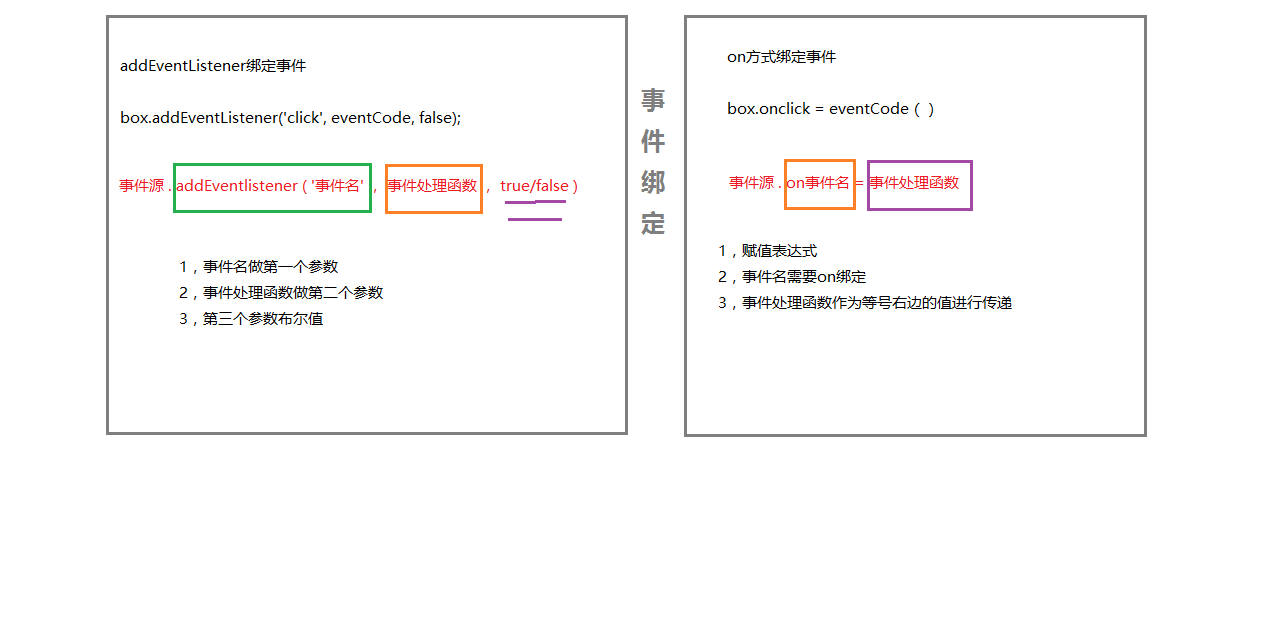 addEventListener绑定事件
box.addEventListener('click', eventCode, false);
事件源 . addEventlistener ( '事件名' , 事件处理函数 , true/false )
1，事件名做第一个参数
2，事件处理函数做第二个参数
3，第三个参数布尔值
事
件
绑
定
on方式绑定事件
box.onclick = eventCode（ ）
事件源 . on事件名 = 事件处理函数
1，赋值表达式
2，事件名需要on绑定
3，事件处理函数作为等号右边的值进行传递